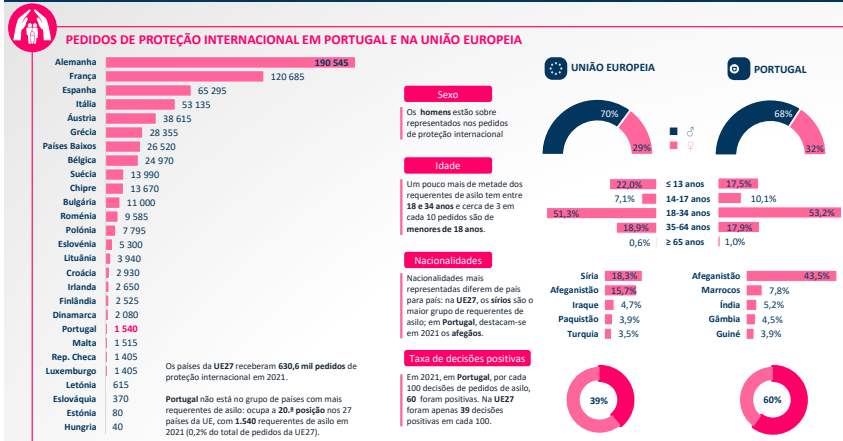 PEDIDOS DE PROTEÇÃO INTERNACIONAL EM PORTUGAL E NA UNIÃO EUROPEIA
Alemanha 190 545
França 120 685
Espanha 65 295
Itália 53 135
Áustria 38 615
Grécia 28 355
Países Baixos 26 520
Bélgica 24 970
Suécia 13 990
Chipre 13 670
Bulgária 11 000
Roménia 9 585
Polónia 7 795
Eslovénia 5 300
Lituânia 3 940
Croácia 2 930
Irlanda 2 650
Finlândia 2 525
Dinamarca 2 080
Portugal 1 540
Malta 1 515
Rep. Checa 1 405
Luxemburgo 1 405
Letónia 615
Eslováquia 370
Estónia 80
Hungria 40
Os países da UE27 receberam 630,6 mil pedidos de
proteção internacional em 2021.
Portugal não está no grupo de países com mais
requerentes de asilo: ocupa a 20.ª posição nos 27
países da UE, com 1.540 requerentes de asilo em
2021 (0,2% do total de pedidos da UE27).
UNIÃO EUROPEIA
PORTUGAL
Sexo
Os homens estão sobre
representados nos pedidos
de proteção internacional
70%
29%
♂
♀
68%
32%
Idade
Um pouco mais de metade dos
requerentes de asilo tem entre
18 e 34 anos e cerca de 3 em
cada 10 pedidos são de
menores de 18 anos.
22,0% ≤ 13 anos 17,5%
7,1% 14-17 anos 10,1%
51,3% 18-34 anos 53,2%
18,9% 35-64 anos 17,9%
0,6% ≥ 65 anos 1,0%
Nacionalidades
Nacionalidades mais
representadas diferem de país
para país: na UE27, os sírios são o
maior grupo de requerentes de
asilo; em Portugal, destacam-se
em 2021 os afegãos.
Síria 18,3%
Afeganistão 15,7%
Iraque 4,7%
Paquistão 3,9%
Turquia 3,5%
Afeganistão 43,5%
Marrocos 7,8%
Índia 5,2%
Gâmbia 4,5%
Guiné 3,9%
Taxa de decisões positivas
Em 2021, em Portugal, por cada
100 decisões de pedidos de asilo,
60 foram positivas. Na UE27
foram apenas 39 decisões
positivas em cada 100.
39%
60%